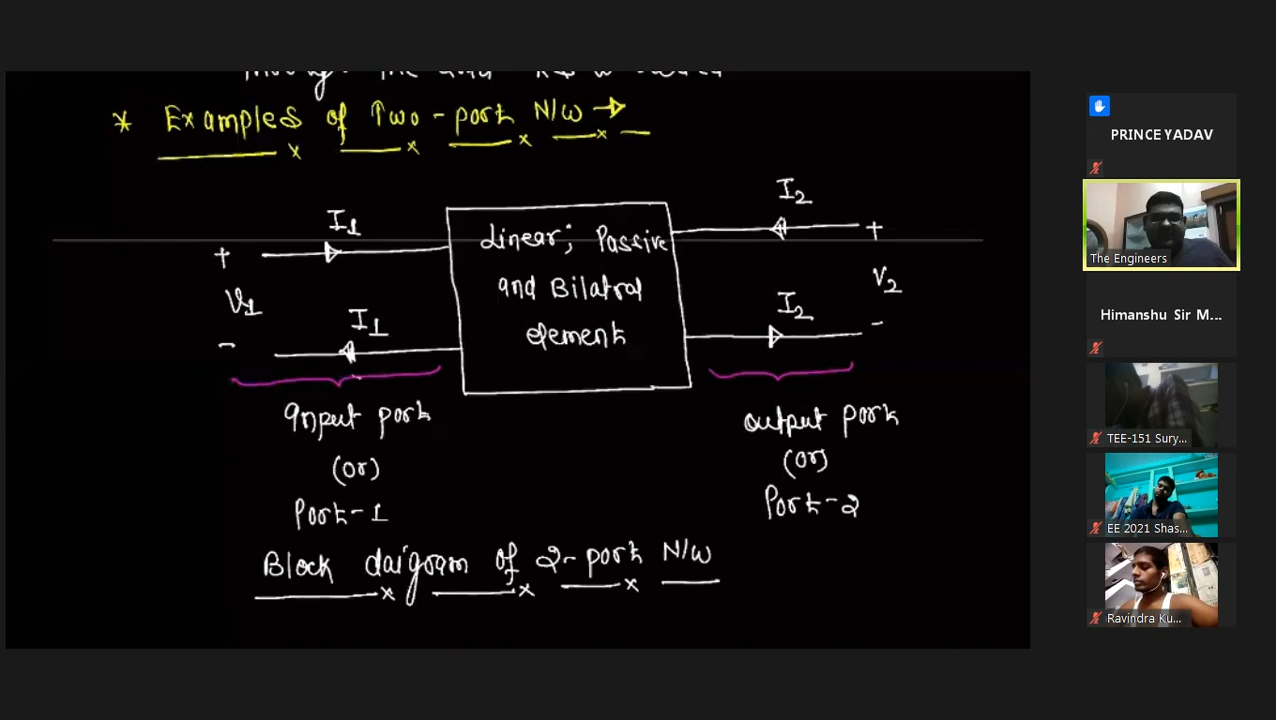 * Examples of Two-port N/w →
I1
I2
+
V1
-
I1
Linear; Passive
and Bilatral
element
+
V2
-
I2
Input port
(or)
Port-1
output port
(or)
Port-2
Block daigram of 2-port N/w
PRINCE YADAV
The Engineers
Himanshu Sir M...
TEE-151 Sury...
EE 2021 Shas...
Ravindra Ku...